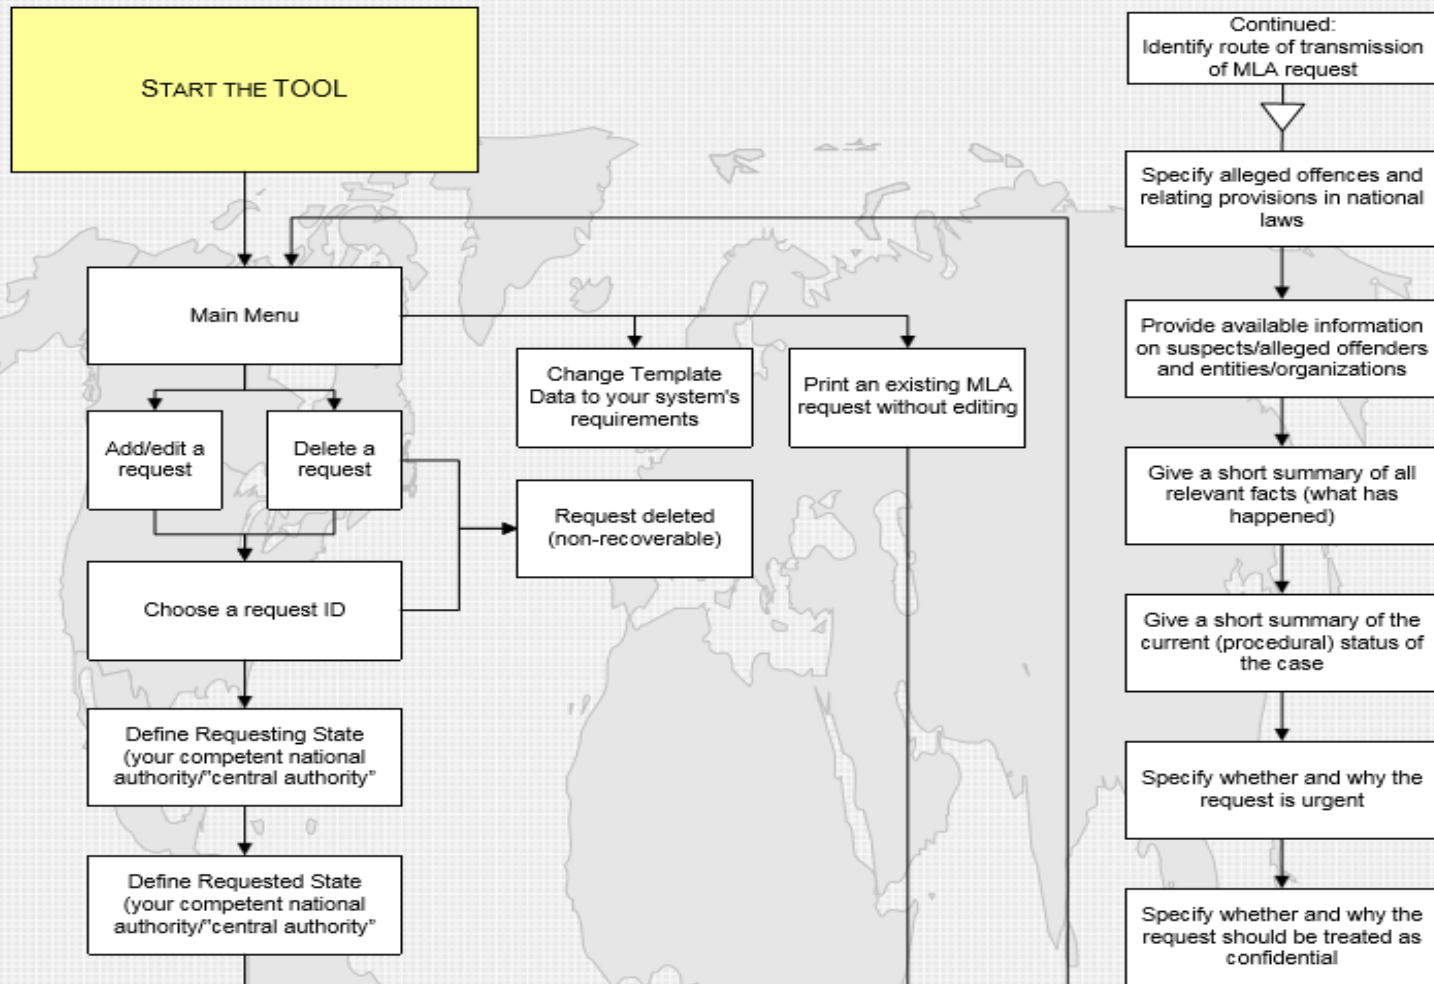 START THE TOOL
Main Menu
Add/edit a
request
Delete a
request
Change Template
Data to your system's
requirements
Print an existing MLA
request without editing
Request deleted
(non-recoverable)
Choose a request ID
Define Requesting State
(your competent national
authority/"central authority"
Define Requested State
(your competent national
authority/"central authority"
Continued:
Identify route of transmission
of MLA request
Specify alleged offences and
relating provisions in national
laws
Provide available information
on suspects/alleged offenders
and entities/organizations
Give a short summary of all
relevant facts (what has
happened)
Give a short summary of the
current (procedural) status of
the case
Specify whether and why the
request is urgent
Specify whether and why the
request should be treated as
confidential